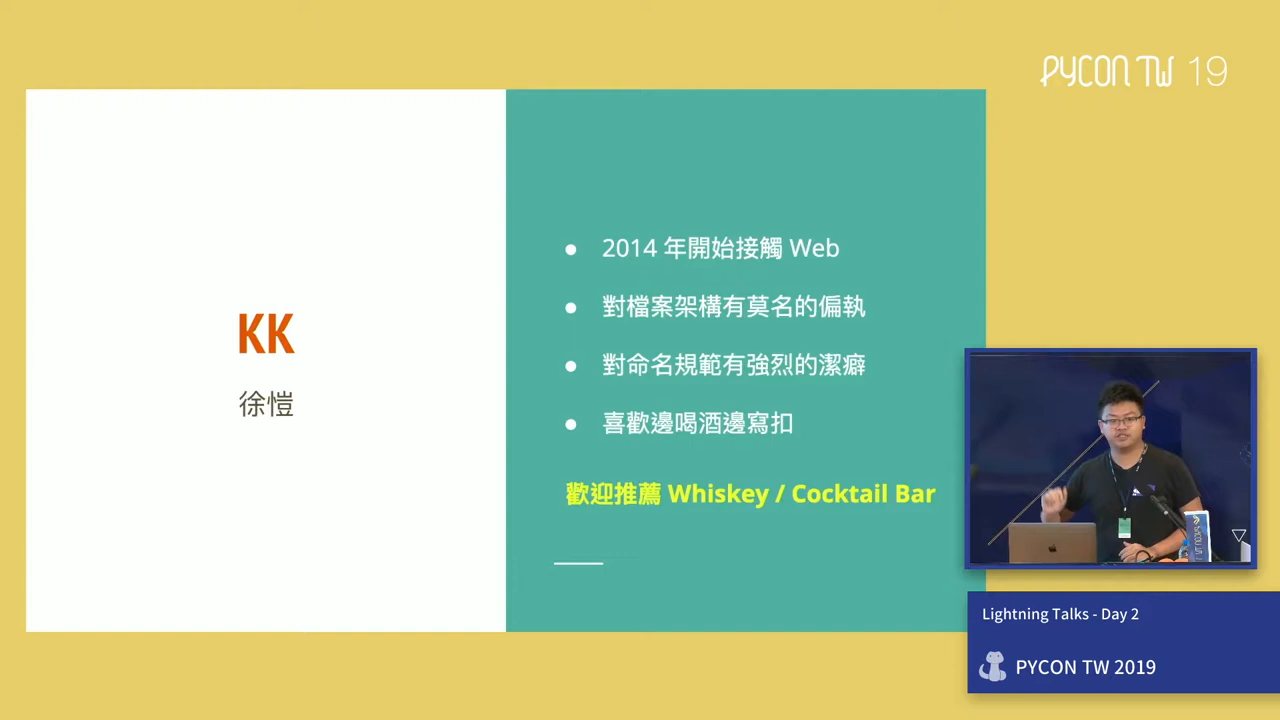 PYCON TW 19
KK
徐愷
2014 年開始接觸 Web
對檔案架構有莫名的偏執
對命名規範有強烈的潔癖
喜歡邊喝酒邊寫扣
歡迎推薦 Whiskey / Cocktail Bar
Lightning Talks - Day 2
PYCON TW 2019